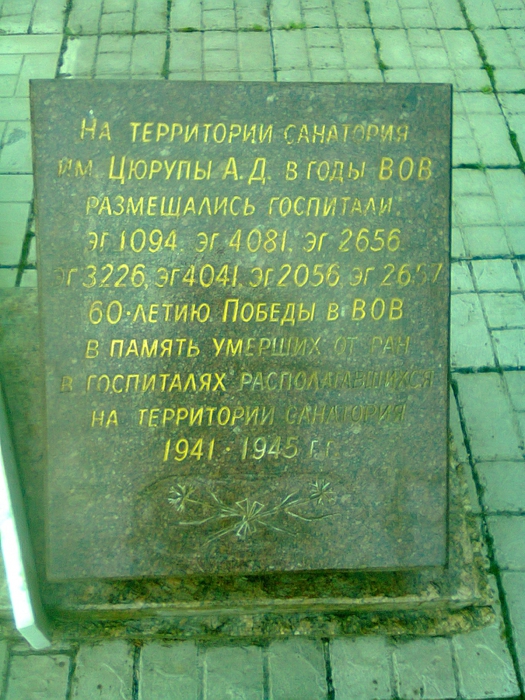 На территории санатория
им. Цюрупы А.Д. в годы ВОВ
размещались госпитали
эг 1094, эг 4081, эг 2656
эг 3226, эг 4041, эг 2056, эг 2657
60-летию Победы в ВОВ
в память умерших от ран
в госпиталях располагавшихся
на территории санатория
1941 - 1945 г.г.